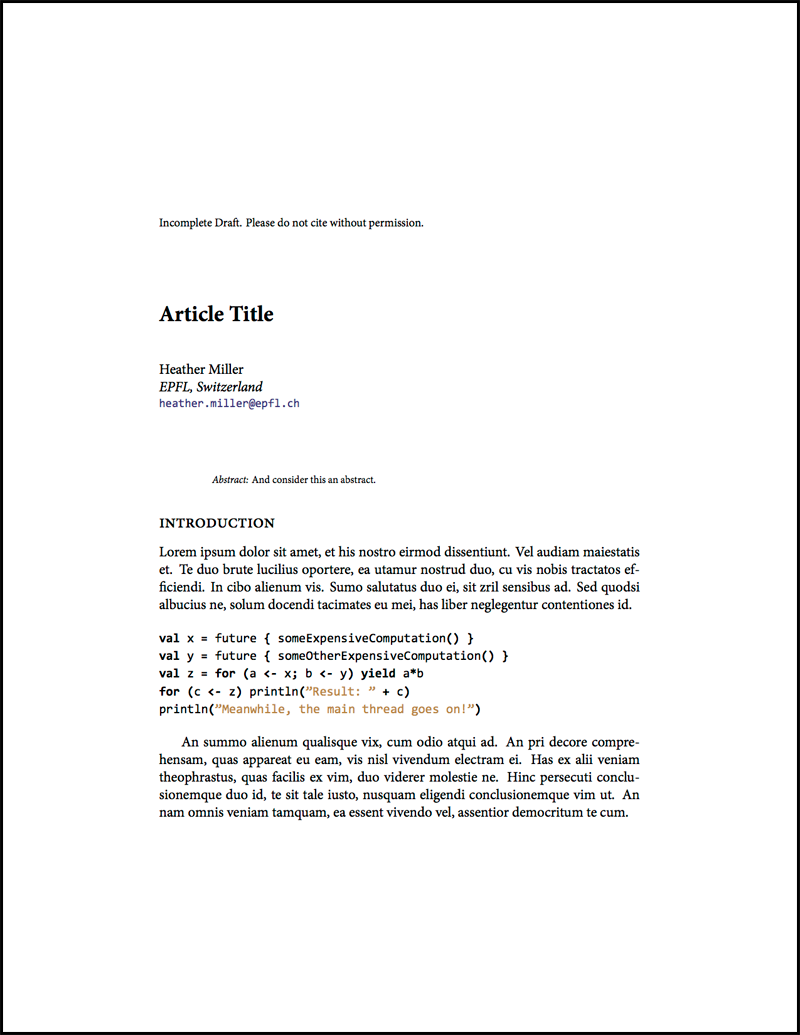 Incomplete Draft. Please do not cite without permission.
Article Title
Heather Miller
EPFL, Switzerland
heather.miller@epfl.ch
Abstract: And consider this an abstract.
INTRODUCTION
Lorem ipsum dolor sit amet, et his nostro eirmod dissentiunt. Vel audiam maiestatis
et. Te duo brute lucilius oportere, ea utamur nostrud duo, cu vis nobis tractatos ef-
ficiendi. In cibo alienum vis. Sumo salutatus duo ei, sit zril sensibus ad. Sed quodsi
albucius ne, solum docendi tacimates eu mei, has liber neglegentur contentiones id.
val x = future { someExpensiveComputation() }
val y = future { someOtherExpensiveComputation() }
val z = for (a <- x; b <- y) yield a*b
for (c <- z) println(”Result: ” + c)
println(”Meanwhile, the main thread goes on!”)
An summo alienum qualisque vix, cum odio atqui ad. An pri decore compre-
hensam, quas appareat eu eam, vis nisl vivendum electram ei. Has ex alii veniam
theophrastus, quas facilis ex vim, duo viderer molestie ne. Hinc persecuti conclu-
sionemque duo id, te sit tale iusto, nusquam eligendi conclusionemque vim ut. An
nam omnis veniam tamquam, ea essent vivendo vel, assentior democritum te cum.